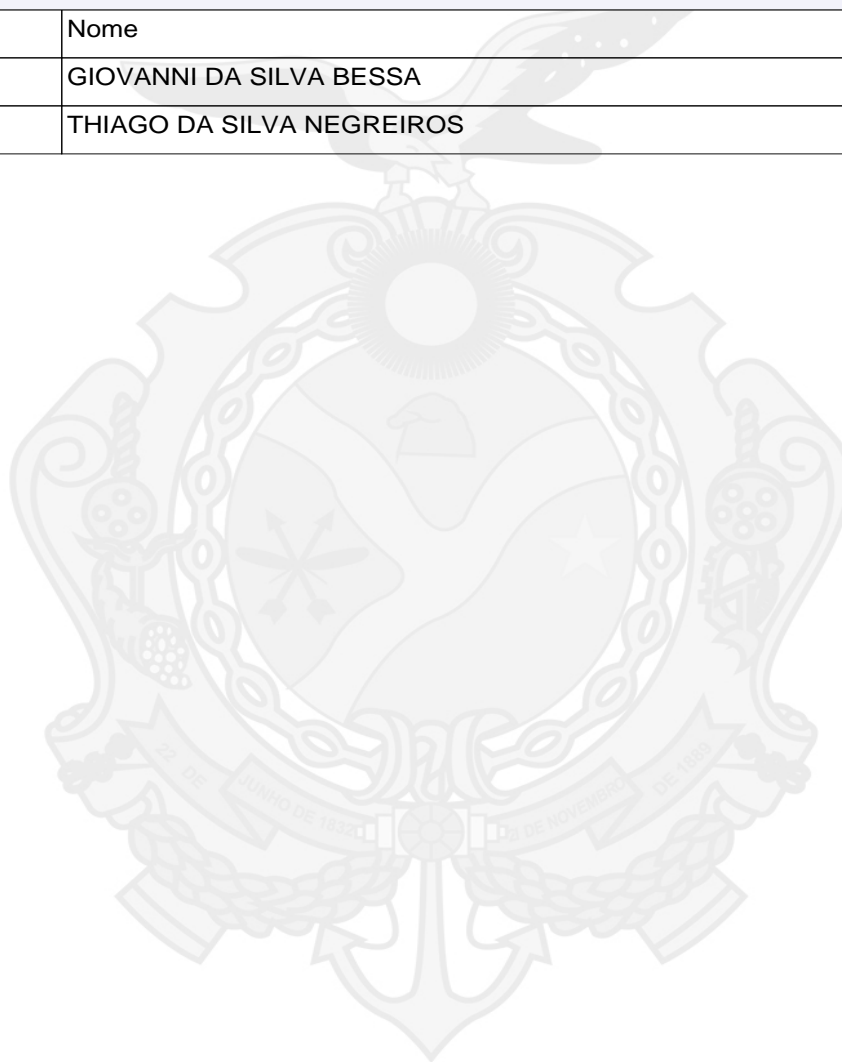 Nome
GIOVANNI DA SILVA BESSA
THIAGO DA SILVA NEGREIROS
22 DE
JUNHO DE 1832
DE NOVEMBRO
DE 1889